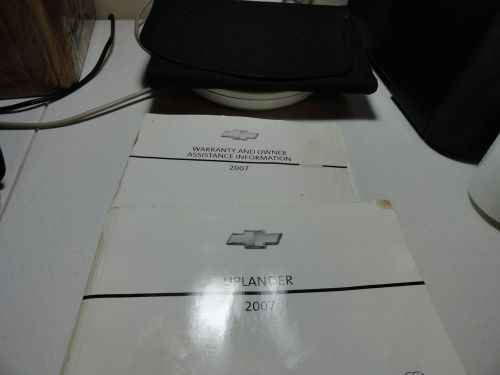 WARRANTY AND OWNER
ASSISTANCE INFORMATION
2007
UPLANDER
2007